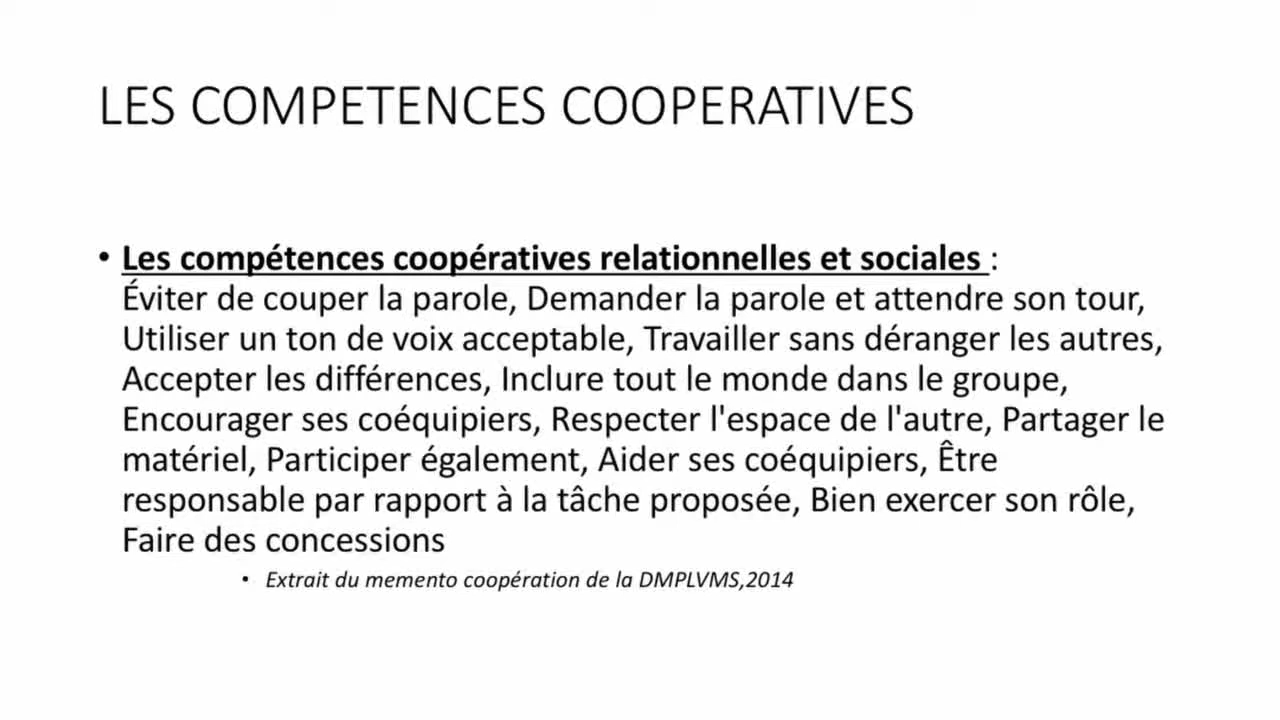 LES COMPETENCES COOPERATIVES
• Les compétences coopératives relationnelles et sociales :
Éviter de couper la parole, Demander la parole et attendre son tour,
Utiliser un ton de voix acceptable, Travailler sans déranger les autres,
Accepter les différences, Inclure tout le monde dans le groupe,
Encourager ses coéquipiers, Respecter l'espace de l'autre, Partager le
matériel, Participer également, Aider ses coéquipiers, Être
responsable par rapport à la tâche proposée, Bien exercer son rôle,
Faire des concessions
• Extrait du memento coopération de la DMPLVMS,2014